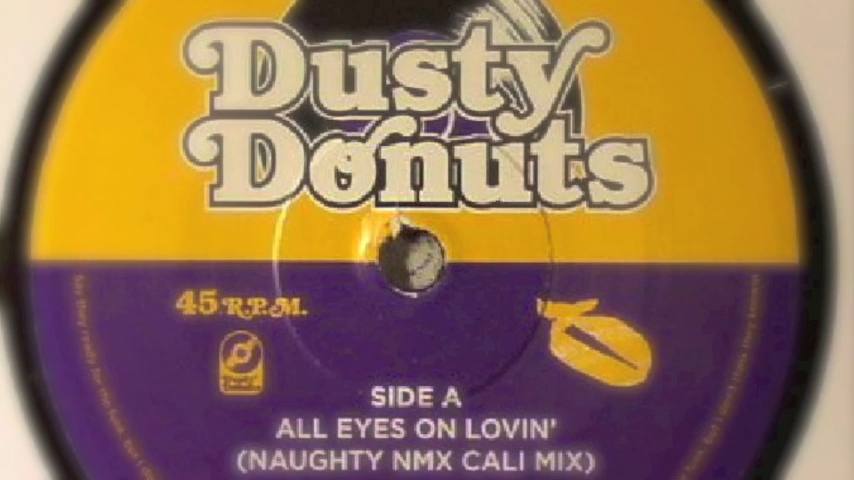 Dusty
Donuts
45 R.P.M.
SIDE A
ALL EYES ON LOVIN'
(NAUGHTY NMX CALI MIX)